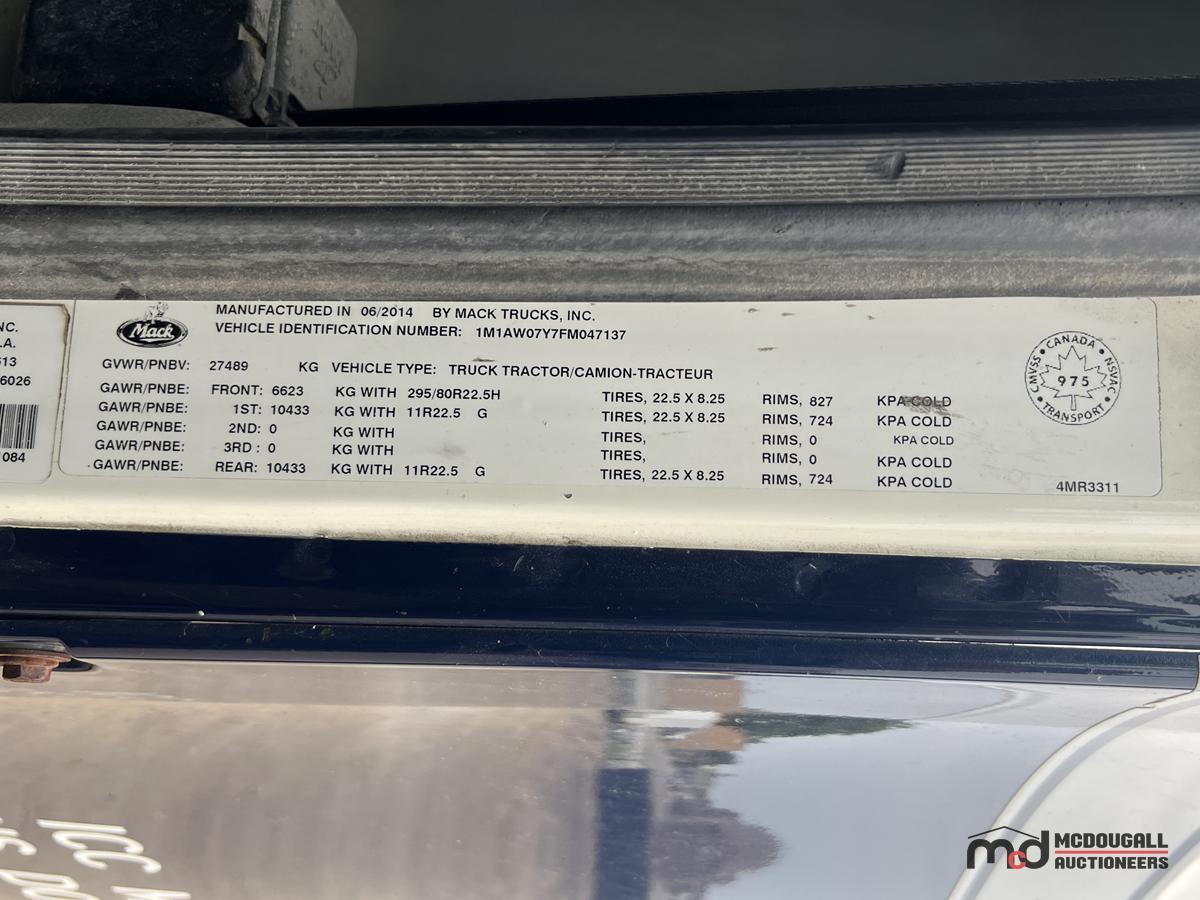 NC.
.A.
513
6026
1084
Mack
MANUFACTURED IN 06/2014 BY MACK TRUCKS, INC.
VEHICLE IDENTIFICATION NUMBER: 1M1AW07Y7FM047137
GVWR/PNBV: 27489 KG VEHICLE TYPE: TRUCK TRACTOR/CAMION-TRACTEUR
GAWR/PNBE: FRONT: 6623 KG WITH 295/80R22.5H TIRES, 22.5 X 8.25 RIMS, 827 KPA COLD
GAWR/PNBE: 1ST: 10433 KG WITH 11R22.5 G TIRES, 22.5 X 8.25 RIMS, 724 KPA COLD
GAWR/PNBE: 2ND: 0 KG WITH TIRES, RIMS, 0 KPA COLD
GAWR/PNBE: 3RD : 0 KG WITH TIRES, RIMS, 0 KPA COLD
GAWR/PNBE: REAR: 10433 KG WITH 11R22.5 G TIRES, 22.5 X 8.25 RIMS, 724 KPA COLD
CANADA
CMVSS 975 NSVAC
TRANSPORT
4MR3311
ICC
mcd MCDOUGALL
AUCTIONEERS